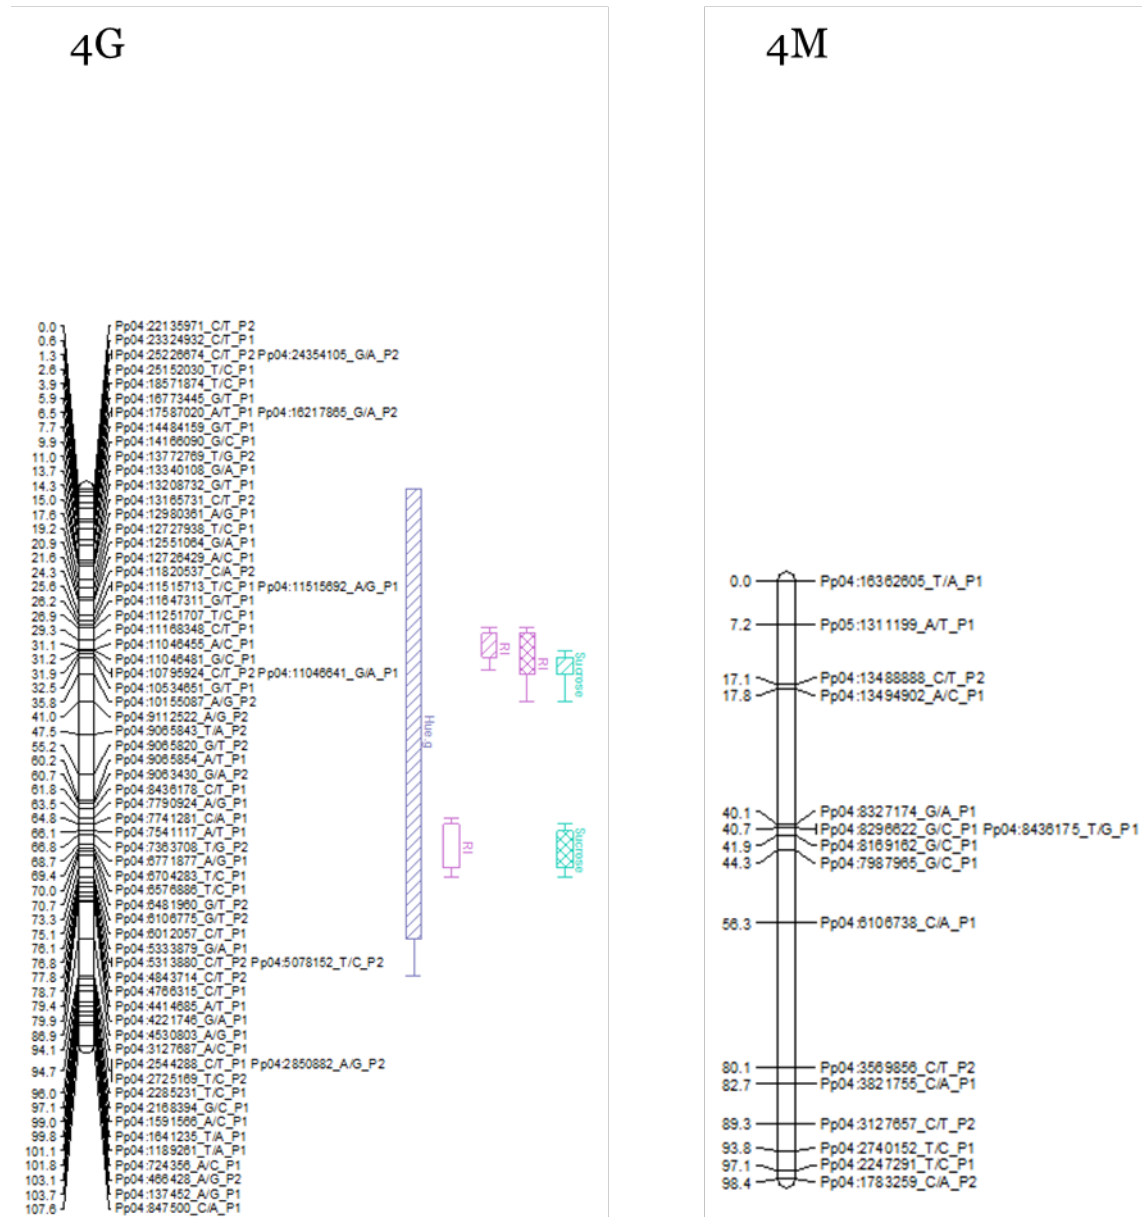 4G
0.0 Pp04:22135971_C/T_P2
0.6 Pp04:23324932_C/T_P1
1.3 Pp04:25226674_C/T_P2 Pp04:24354105_G/A_P2
2.6 Pp04:25152030_T/C_P1
3.9 Pp04:18571874_T/C_P1
5.9 Pp04:16773445_G/T_P1
6.5 Pp04:17587020_A/T_P1 Pp04:16217865_G/A_P2
7.7 Pp04:14484159_G/T_P1
9.9 Pp04:14166090_G/C_P1
11.0 Pp04:13772769_T/G_P2
13.7 Pp04:13340108_G/A_P1
14.3 Pp04:13208732_G/T_P1
15.0 Pp04:13165731_C/T_P2
17.6 Pp04:12980361_A/G_P1
19.2 Pp04:12727938_T/C_P1
20.9 Pp04:12551064_G/A_P1
21.6 Pp04:12726429_A/C_P1
24.3 Pp04:11820537_C/A_P2
25.6 Pp04:11515713_T/C_P1 Pp04:11515692_A/G_P1
26.2 Pp04:11647311_G/T_P1
26.9 Pp04:11251707_T/C_P1
29.3 Pp04:11168348_C/T_P1
31.1 Pp04:11046455_A/C_P1
31.2 Pp04:11046481_G/C_P1
31.9 Pp04:10795924_C/T_P2 Pp04:11046641_G/A_P1
32.5 Pp04:10534651_G/T_P1
35.8 Pp04:10155087_A/G_P2
41.0 Pp04:9112522_A/G_P2
47.5 Pp04:9065843_T/A_P2
55.2 Pp04:9065820_G/T_P2
60.2 Pp04:9065854_A/T_P1
60.7 Pp04:9063430_G/A_P2
61.8 Pp04:8436178_C/T_P1
63.5 Pp04:7790924_A/G_P1
64.8 Pp04:7741281_C/A_P1
66.1 Pp04:7541117_A/T_P1
66.8 Pp04:7363708_T/G_P2
68.7 Pp04:6771877_A/G_P1
69.4 Pp04:6704283_T/C_P1
70.0 Pp04:6576886_T/C_P1
70.7 Pp04:6481960_G/T_P2
73.3 Pp04:6106775_G/T_P2
75.1 Pp04:6012057_C/T_P1
76.1 Pp04:5333879_G/A_P1
76.8 Pp04:5313880_C/T_P2 Pp04:5078152_T/C_P2
77.8 Pp04:4843714_C/T_P2
78.7 Pp04:4766315_C/T_P1
79.4 Pp04:4414685_A/T_P1
79.9 Pp04:4221746_G/A_P1
86.9 Pp04:4530803_A/G_P1
94.1 Pp04:3127687_A/C_P1
94.7 Pp04:2544288_C/T_P1 Pp04:2850882_A/G_P2
Pp04:2725169_T/C_P2
96.0 Pp04:2285231_T/C_P1
97.1 Pp04:2168394_G/C_P1
99.0 Pp04:1591566_A/C_P1
99.8 Pp04:1641235_T/A_P1
101.1 Pp04:1189261_T/A_P1
101.8 Pp04:724356_A/C_P1
103.1 Pp04:466428_A/G_P2
103.7 Pp04:137452_A/G_P1
107.6 Pp04:847500_C/A_P1
Hue.g
RI
RI
RI
Sucrose
Sucrose
4M
0.0 Pp04:16362605_T/A_P1
7.2 Pp05:1311199_A/T_P1
17.1 Pp04:13488888_C/T_P2
17.8 Pp04:13494902_A/C_P1
40.1 Pp04:8327174_G/A_P1
40.7 Pp04:8296622_G/C_P1 Pp04:8436175_T/G_P1
41.9 Pp04:8169162_G/C_P1
44.3 Pp04:7987965_G/C_P1
56.3 Pp04:6106738_C/A_P1
80.1 Pp04:3569856_C/T_P2
82.7 Pp04:3821755_C/A_P1
89.3 Pp04:3127657_C/T_P2
93.8 Pp04:2740152_T/C_P1
97.1 Pp04:2247291_T/C_P1
98.4 Pp04:1783259_C/A_P2